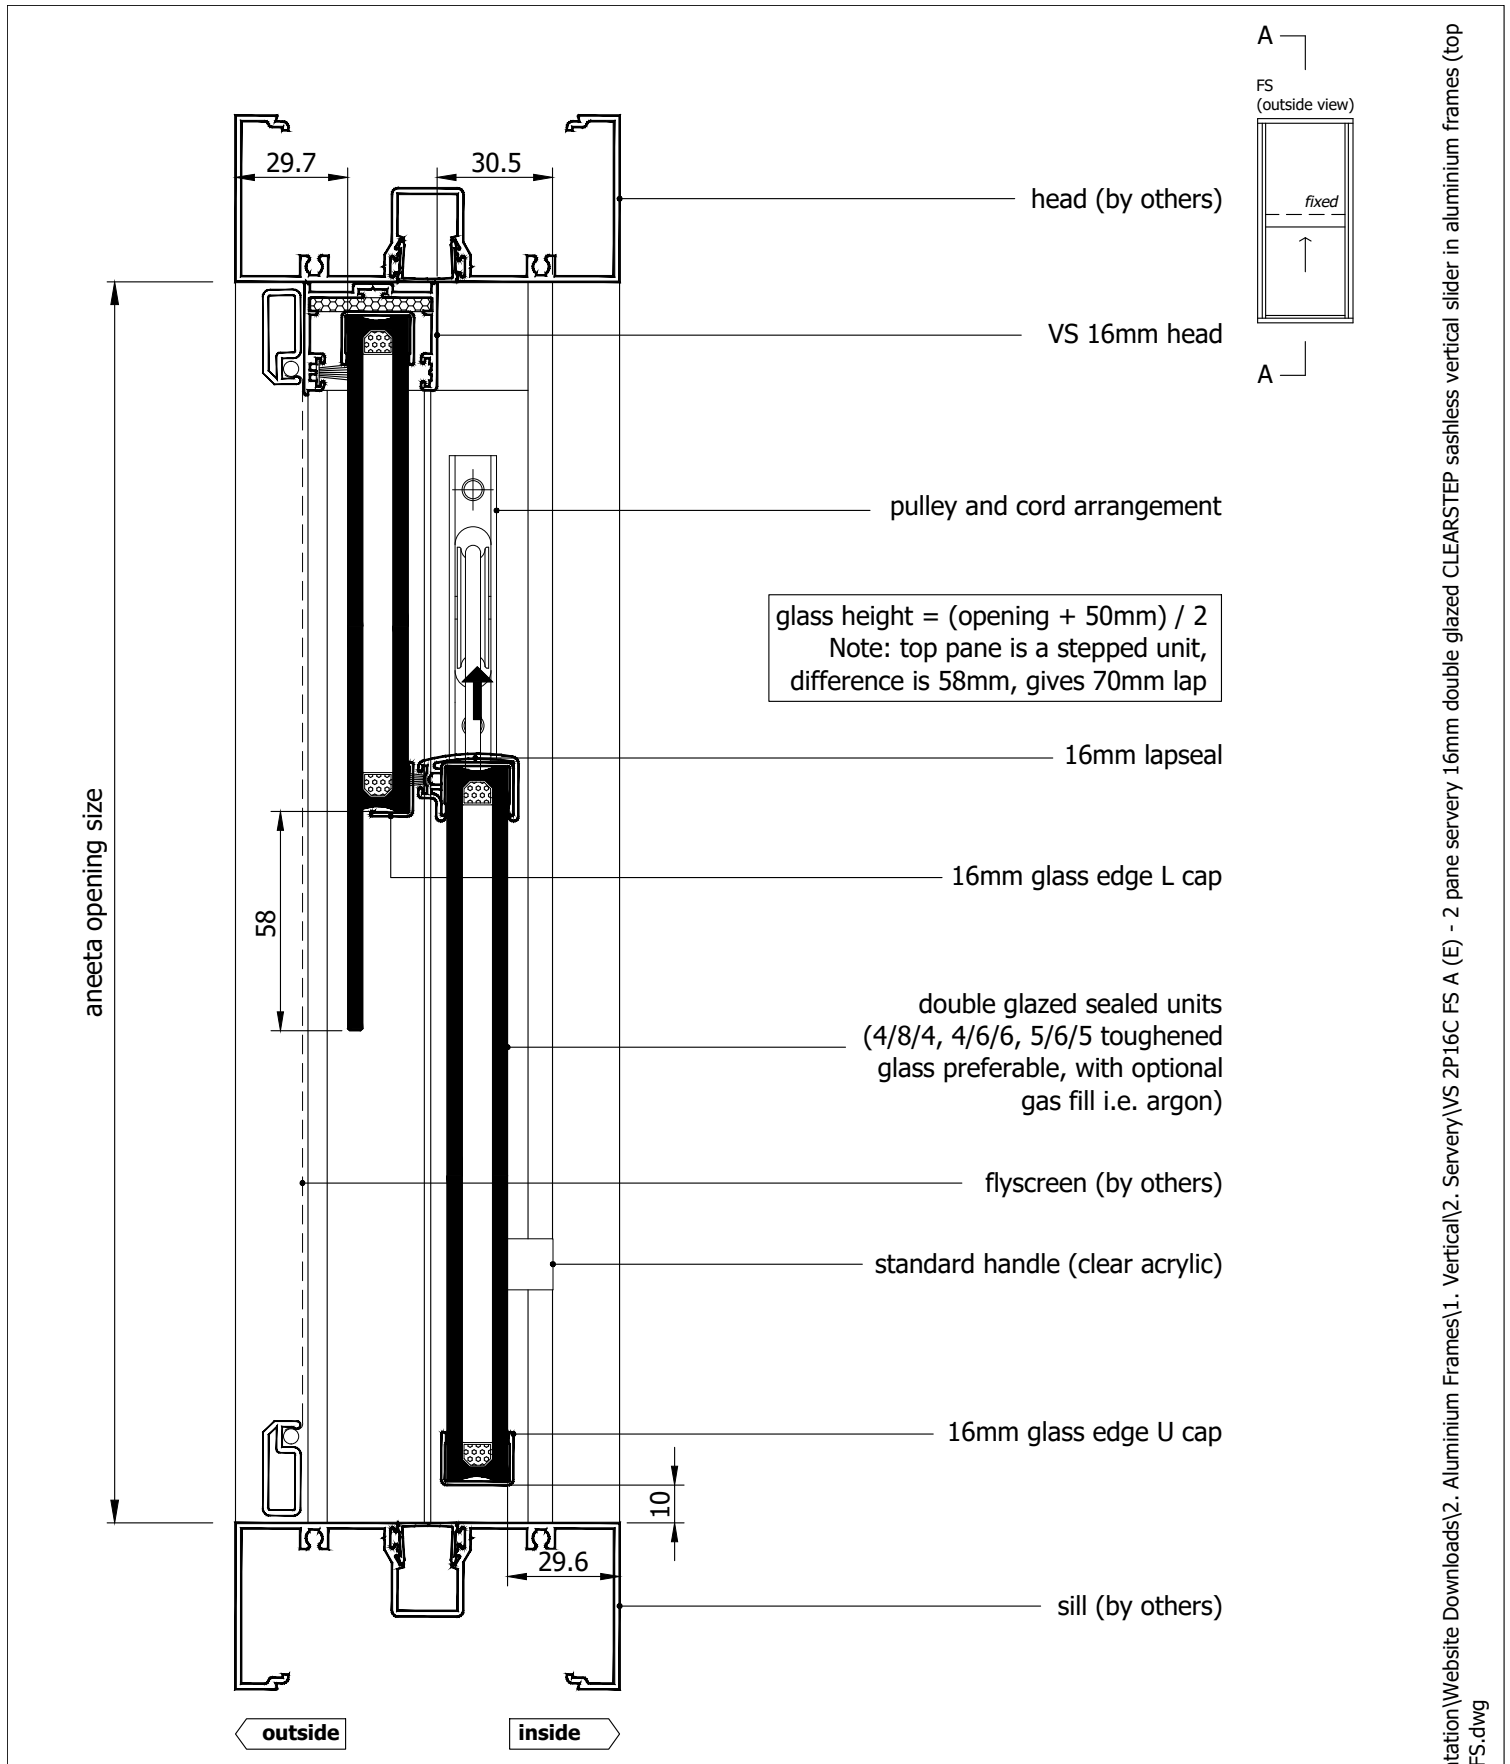 A
FS
(outside view)
fixed
A
29.7
30.5
head (by others)
VS 16mm head
pulley and cord arrangement
glass height = (opening + 50mm) / 2
Note: top pane is a stepped unit,
difference is 58mm, gives 70mm lap
16mm lapseal
aneeta opening size
16mm glass edge L cap
58
double glazed sealed units
(4/8/4, 4/6/6, 5/6/5 toughened
glass preferable, with optional
gas fill i.e. argon)
flyscreen (by others)
standard handle (clear acrylic)
16mm glass edge U cap
10
29.6
sill (by others)
outside
inside
tation\Website Downloads\2. Aluminium Frames\1. Vertical\2. Servery\VS 2P16C FS A (E) - 2 pane servery 16mm double glazed CLEARSTEP sashless vertical slider in aluminium frames (top
FS.dwg